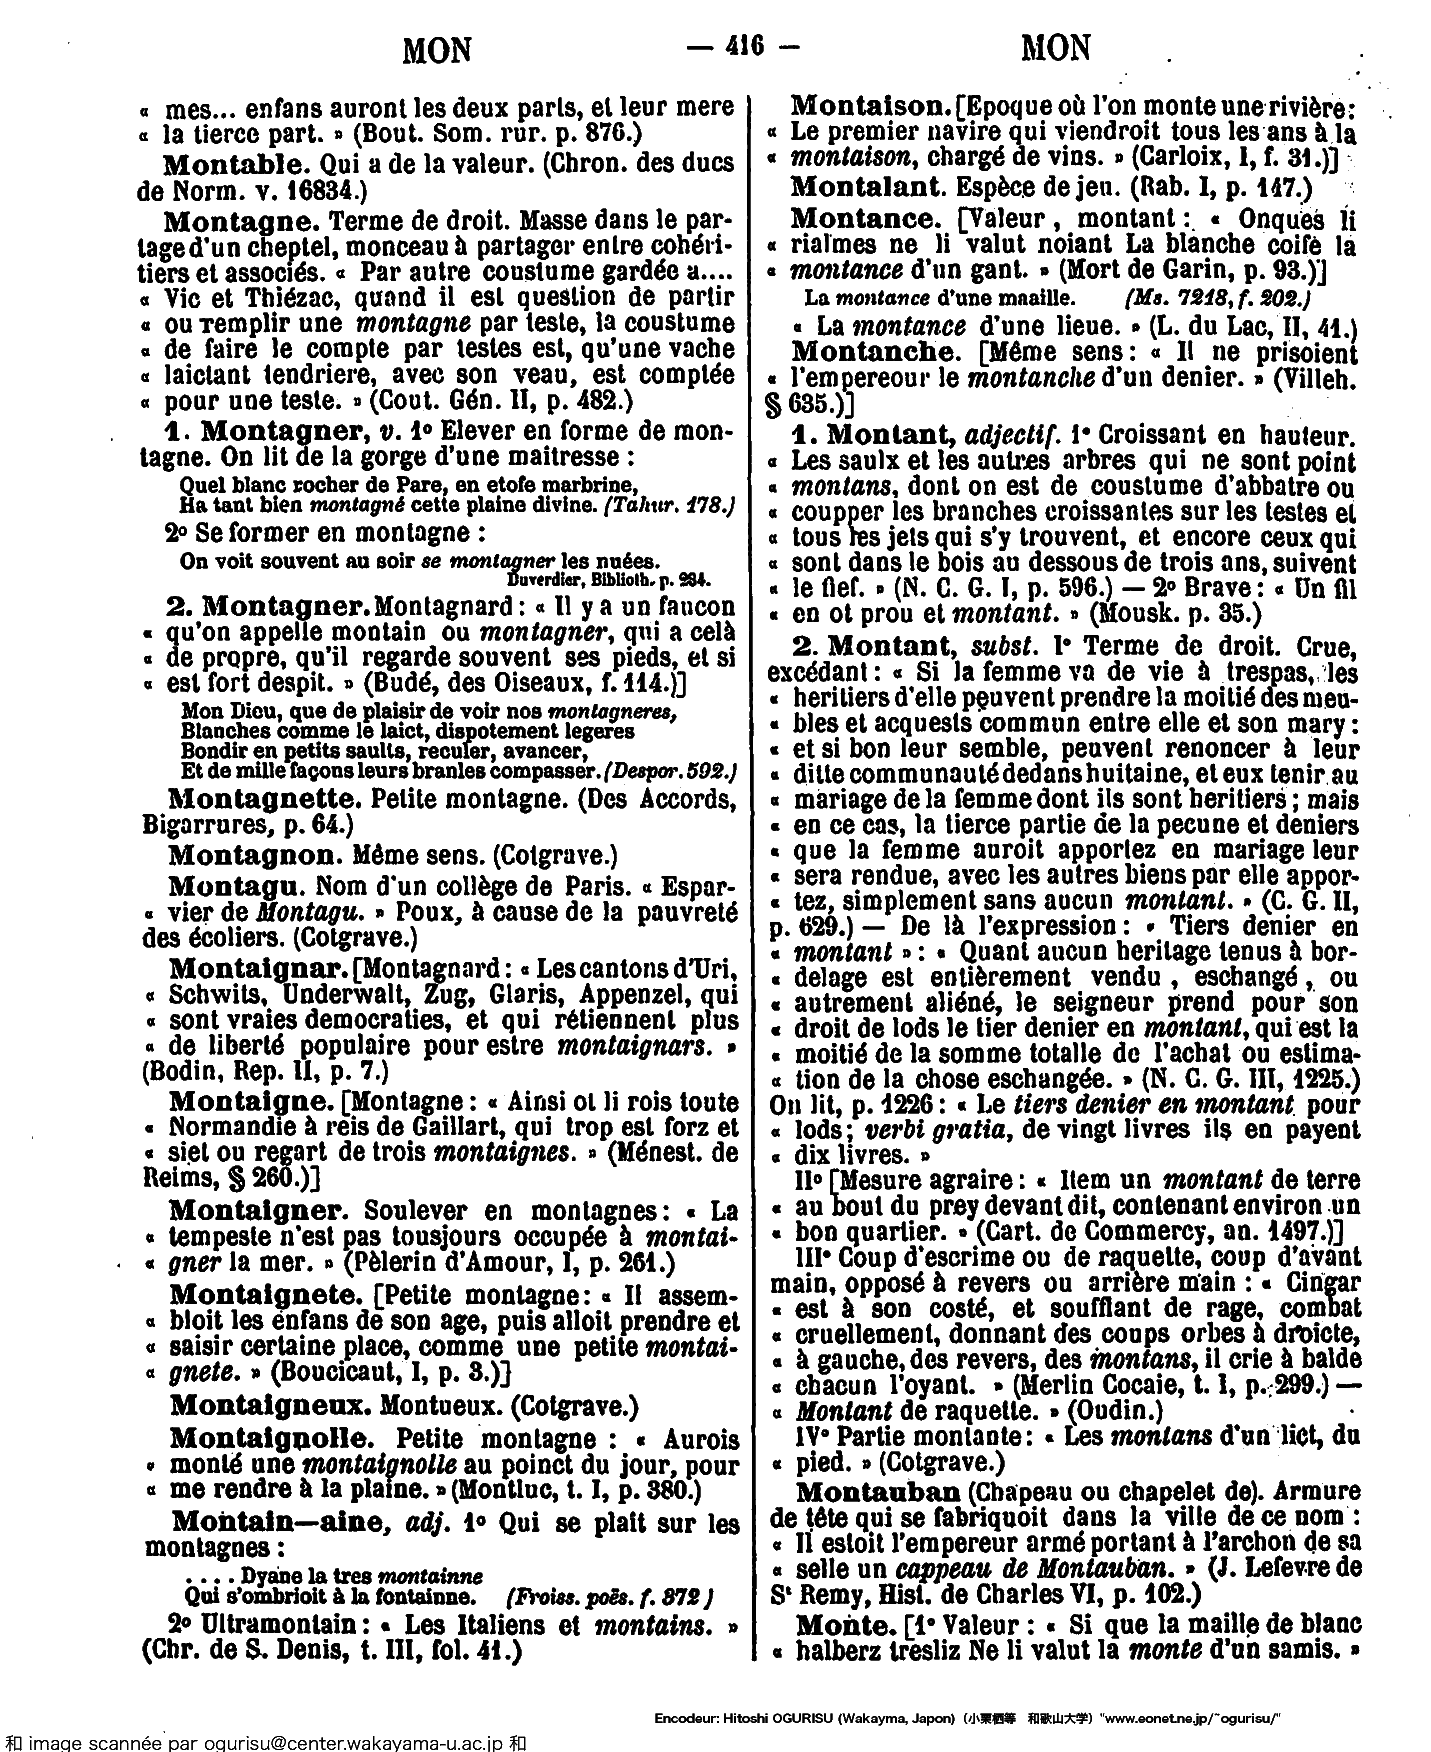 MON — 416 — MON
« mes... enfans auront les deux parts, et leur mere
« la tierce part. » (Bout. Som. rur. p. 876.)
Montable. Qui a de la valeur. (Chron. des ducs
de Norm. v. 16834.)
Montagne. Terme de droit. Masse dans le par-
tage d'un cheptel, monceau à partager entre cohéri-
tiers et associés. « Par autre coustume gardée a....
« Vic et Thiézac, quand il est question de partir
« ou remplir une montagne par teste, la coustume
« de faire le compte par testes est, qu'une vache
« laictant tendriere, avec son veau, est comptée
« pour une teste. » (Cout. Gén. II, p. 482.)
1. Montagner, v. 1º Elever en forme de mon-
tagne. On lit de la gorge d'une maitresse :
Quel blanc rocher de Pare, en etofe marbrine,
Ha tant bien montagné cette plaine divine. (Tahur. 178.)
2º Se former en montagne :
On voit souvent au soir se montagner les nuées.
Duverdier, Biblioth. p. 284.
2. Montagner. Montagnard : « Il y a un faucon
« qu'on appelle montain ou montagner, qui a celà
« de propre, qu'il regarde souvent ses pieds, et si
« est fort despit. » (Budé, des Oiseaux, f. 114.)]
Mon Dieu, que de plaisir de voir nos montagneres,
Blanches comme le laict, dispotement legeres
Bondir en petits saults, reculer, avancer,
Et de mille façons leurs branles compasser. (Despor. 592.)
Montagnette. Petite montagne. (Des Accords,
Bigarrures, p. 64.)
Montagnon. Même sens. (Cotgrave.)
Montagu. Nom d'un collège de Paris. « Espar-
« vier de Montagu. » Poux, à cause de la pauvreté
des écoliers. (Cotgrave.)
Montaignar. [Montagnard : « Les cantons d'Uri,
« Schwits, Underwalt, Zug, Glaris, Appenzel, qui
« sont vraies democraties, et qui rétiennent plus
« de liberté populaire pour estre montaignars. »
(Bodin, Rep. II, p. 7.)
Montaigne. [Montagne : « Ainsi ot li rois toute
« Normandie à reis de Gaillart, qui trop est forz et
« siet ou regart de trois montaignes. » (Ménest. de
Reims, § 260.)]
Montaigner. Soulever en montagnes : « La
« tempeste n'est pas tousjours occupée à montai-
« gner la mer. » (Pèlerin d'Amour, I, p. 261.)
Montaignete. [Petite montagne : « Il assem-
« bloit les enfans de son age, puis alloit prendre et
« saisir certaine place, comme une petite montai-
« gnete. » (Boucicaut, I, p. 3.)]
Montaigneux. Montueux. (Cotgrave.)
Montaignolle. Petite montagne : « Aurois
« monté une montaignolle au poinct du jour, pour
« me rendre à la plaine. » (Montluc, t. I, p. 380.)
Montain—aine, adj. 1º Qui se plaît sur les
montagnes :
.... Dyane la tres montainne
Qui s'ombrioit à la fontainne. (Froiss. poës. f. 872)
2º Ultramontain : « Les Italiens et montains. »
(Chr. de S. Denis, t. III, fol. 41.)
Montaison. [Epoque où l'on monte une rivière :
« Le premier navire qui viendroit tous les ans à la
« montaison, chargé de vins. » (Carloix, I, f. 31.)]
Montalant. Espèce de jeu. (Rab. I, p. 147.)
Montance. [Valeur, montant : « Onques li
« rialmes ne li valut noiant La blanche coife la
« montance d'un gant. » (Mort de Garin, p. 93.)]
La montance d'une maaille. (Ms. 7218, f. 202.)
« La montance d'une lieue. » (L. du Lac, II, 41.)
Montanche. [Même sens : « Il ne prisoient
« l'empereour le montanche d'un denier. » (Villeh.
§ 635.)]
1. Montant, adjectif. 1º Croissant en hauteur.
« Les saulx et les autres arbres qui ne sont point
« montans, dont on est de coustume d'abbatre ou
« coupper les branches croissantes sur les testes et
« tous les jets qui s'y trouvent, et encore ceux qui
« sont dans le bois au dessous de trois ans, suivent
« le fief. » (N. C. G. I, p. 596.) — 2º Brave : « Un fil
« en ot prou et montant. » (Mousk. p. 35.)
2. Montant, subst. Iº Terme de droit. Crue,
excédant : « Si la femme va de vie à trespas, les
« heritiers d'elle peuvent prendre la moitié des meu-
« bles et acquests commun entre elle et son mary :
« et si bon leur semble, peuvent renoncer à leur
« ditte communauté dedans huitaine, et eux tenir au
« mariage de la femme dont ils sont heritiers ; mais
« en ce cas, la tierce partie de la pecune et deniers
« que la femme auroit apportez en mariage leur
« sera rendue, avec les autres biens par elle appor-
« tez, simplement sans aucun montant. » (C. G. II,
p. 629.) — De là l'expression : « Tiers denier en
« montant » : « Quant aucun heritage tenus à bor-
« delage est entièrement vendu, eschangé, ou
« autrement aliéné, le seigneur prend pour son
« droit de lods le tier denier en montant, qui est la
« moitié de la somme totalle de l'achat ou estima-
« tion de la chose eschangée. » (N. C. G. III, 1225.)
On lit, p. 1226 : « Le tiers denier en montant pour
« lods ; verbi gratia, de vingt livres ils en payent
« dix livres. »
IIº [Mesure agraire : « Item un montant de terre
« au bout du prey devant dit, contenant environ un
« bon quartier. » (Cart. de Commercy, an. 1497.)]
IIIº Coup d'escrime ou de raquette, coup d'avant
main, opposé à revers ou arrière main : « Cingar
« est à son costé, et soufflant de rage, combat
« cruellement, donnant des coups orbes à droicte,
« à gauche, des revers, des montans, il crie à balde
« chacun l'oyant. » (Merlin Cocaie, t. I, p. 299.) —
« Montant de raquette. » (Oudin.)
IVº Partie montante : « Les montans d'un lict, du
« pied. » (Cotgrave.)
Montauban (Chapeau ou chapelet de). Armure
de tête qui se fabriquoit dans la ville de ce nom :
« Il estoit l'empereur armé portant à l'archon de sa
« selle un cappeau de Montauban. » (J. Lefevre de
St Remy, Hist. de Charles VI, p. 102.)
Monte. [1º Valeur : « Si que la maille de blanc
« halberz tresliz Ne li valut la monte d'un samis. »
Encodeur: Hitoshi OGURISU (Wakayma, Japon) (小栗栖等 和歌山大学) "www.eonet.ne.jp/~ogurisu/"
和 image scannée par ogurisu@center.wakayama-u.ac.jp 和